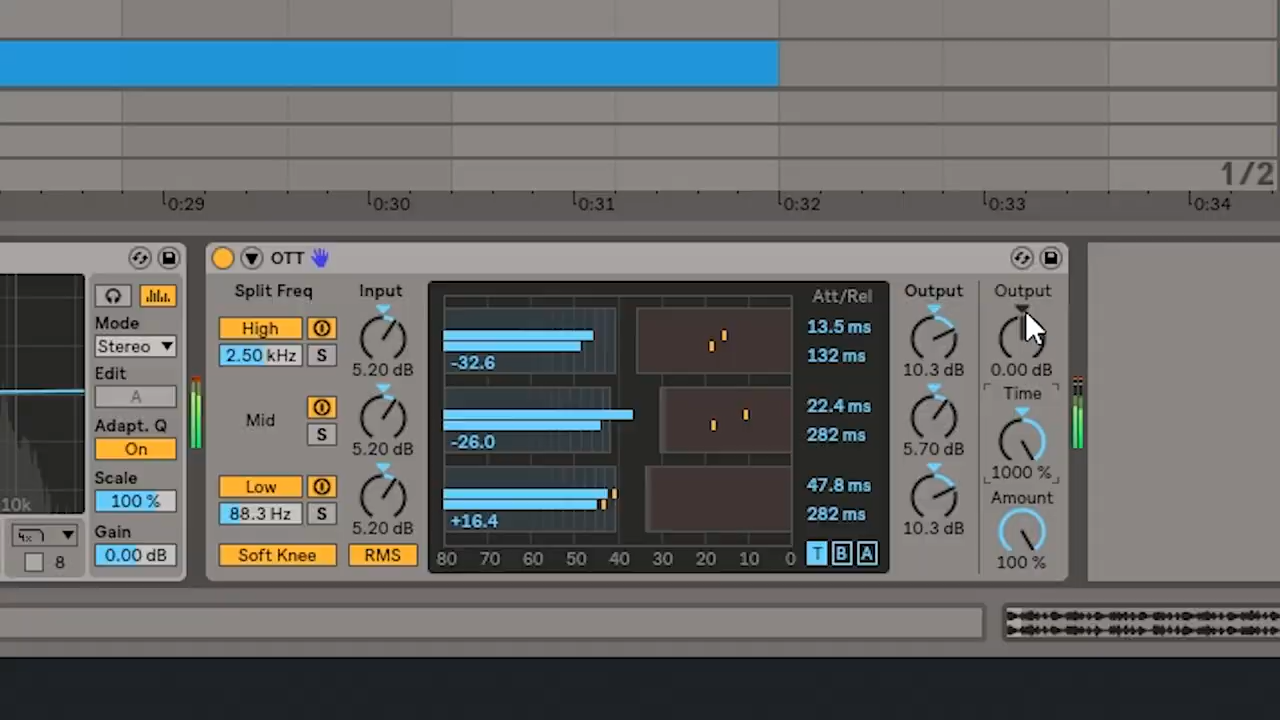 1/2
0:29 0:30 0:31 0:32 0:33 0:34
OTT
Mode
Stereo
Edit
A
Adapt. Q
On
Scale
100 %
Gain
0.00 dB
10k
4x
8
Split Freq
High
2.50 kHz
S
Mid
S
Low
88.3 Hz
S
Soft Knee
Input
5.20 dB
5.20 dB
5.20 dB
RMS
-32.6
-26.0
+16.4
80 70 60 50 40 30 20 10 0
Att/Rel
13.5 ms
132 ms
22.4 ms
282 ms
47.8 ms
282 ms
T B A
Output
10.3 dB
5.70 dB
10.3 dB
Output
0.00 dB
Time
1000 %
Amount
100 %